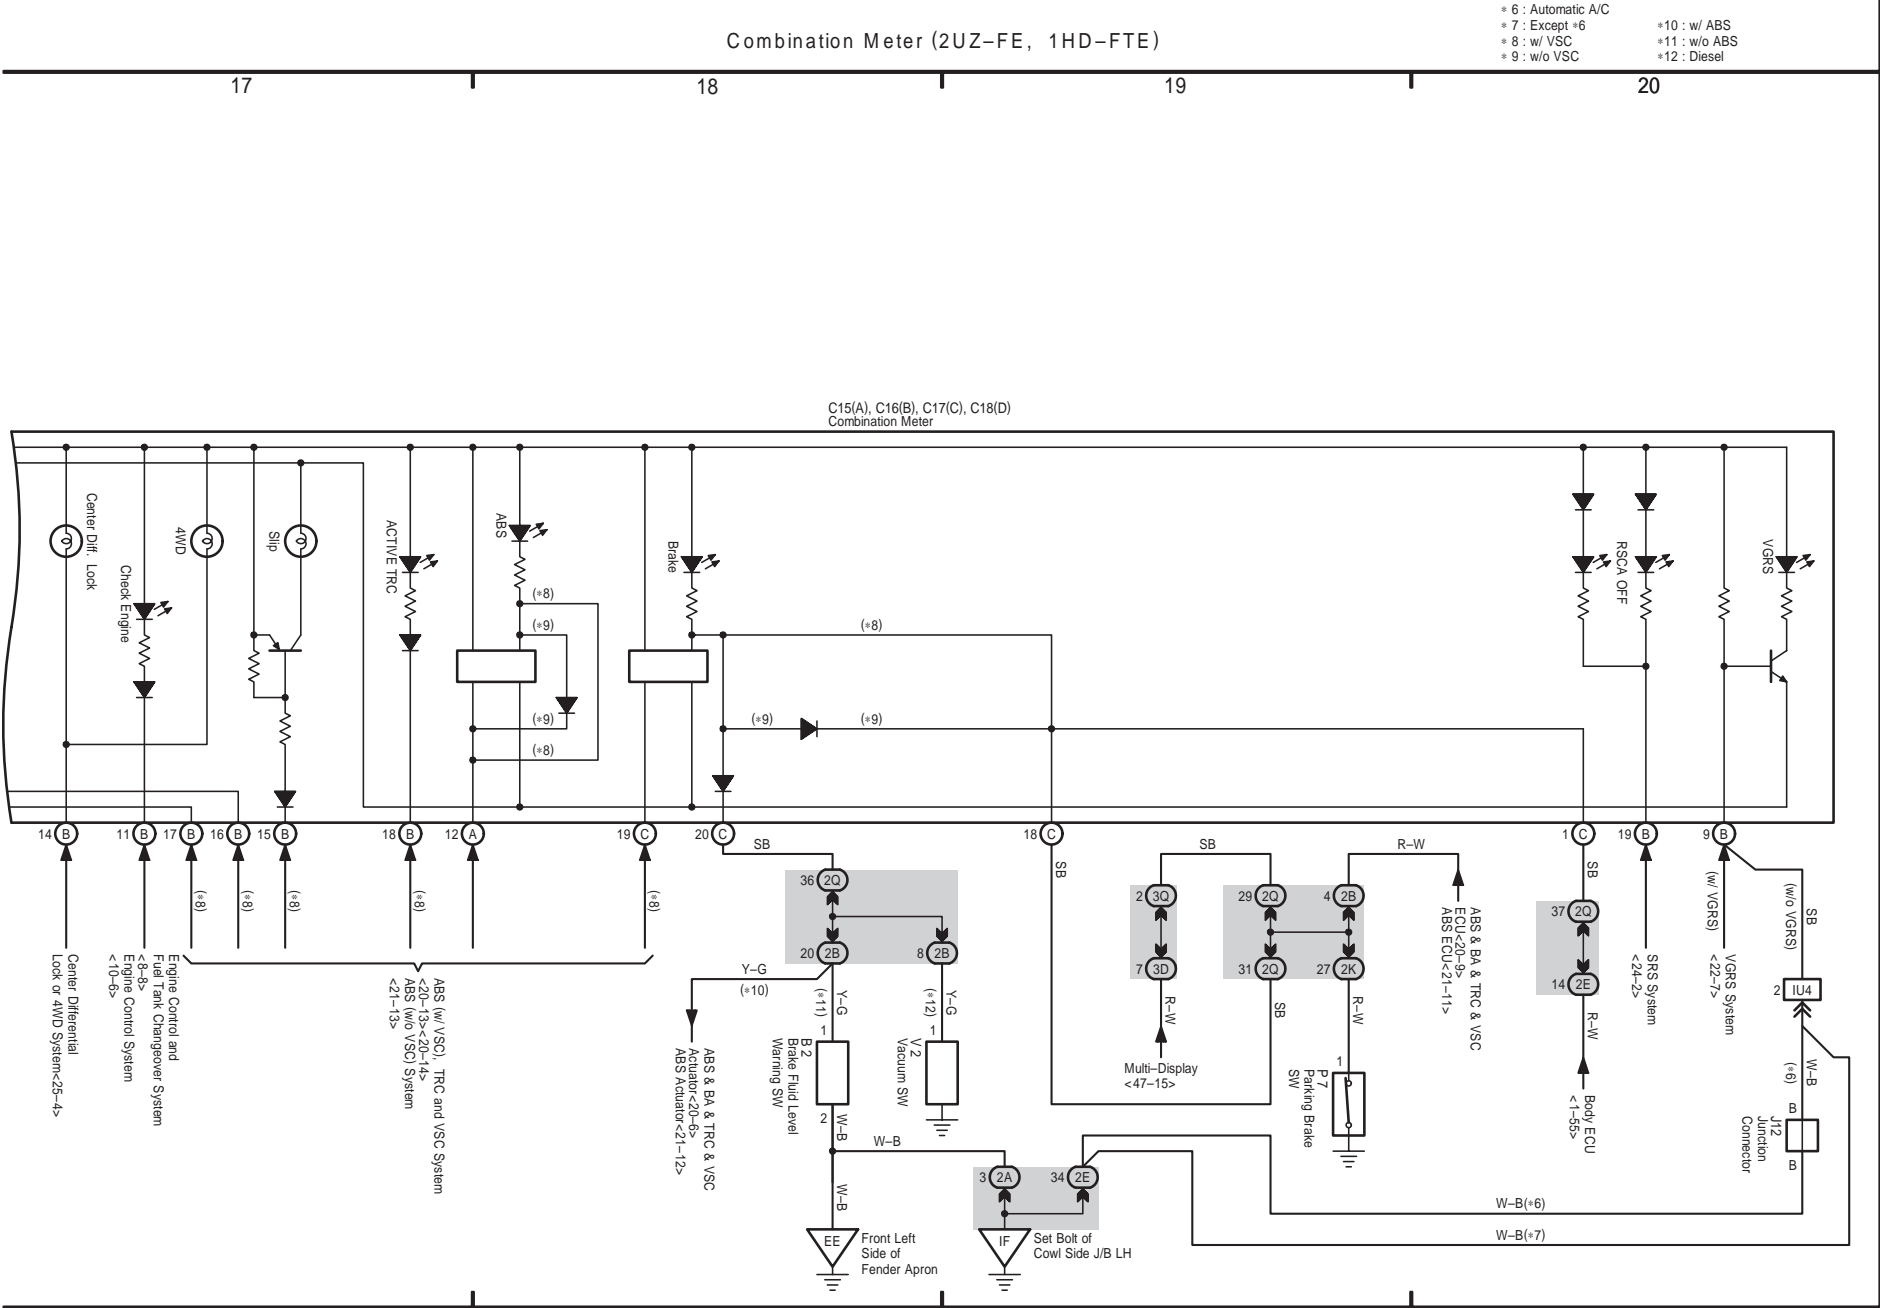 * 6 : Automatic A/C
* 7 : Except *6
* 8 : w/ VSC
* 9 : w/o VSC
*10 : w/ ABS
*11 : w/o ABS
*12 : Diesel
Combination Meter (2UZ–FE, 1HD–FTE)
17
18
19
20
C15(A), C16(B), C17(C), C18(D)
Combination Meter
Center Diff. Lock
Check Engine
4WD
Slip
ACTIVE TRC
ABS
(*8)
(*9)
(*9)
(*8)
Brake
(*8)
(*9)
(*9)
RSCA OFF
VGRS
14 B
11 B
17 B
16 B
15 B
18 B
12 A
19 C
20 C
18 C
1 C
19 B
9 B
(*8)
(*8)
(*8)
(*8)
SB
SB
SB
R–W
SB
(w/ VGRS)
(w/o VGRS)
SB
36 2Q
20 2B
8 2B
2 3Q
7 3D
29 2Q
31 2Q
4 2B
27 2K
37 2Q
14 2E
Center Differential
Lock or 4WD System<25–4>
Engine Control and
Fuel Tank Changeover System
<8–8>
Engine Control System
<10–6>
ABS (w/ VSC), TRC and VSC System
<20–13><20–14>
ABS (w/o VSC) System
<21–13>
Y–G
(*10)
Y–G
(*11)
Y–G
(*12)
ABS & BA & TRC & VSC
Actuator<20–6>
ABS Actuator<21–12>
1
B 2
Brake Fluid Level
Warning SW
2
1
V 2
Vacuum SW
W–B
W–B
W–B
R–W
Multi–Display
<47–15>
SB
R–W
ABS & BA & TRC & VSC
ECU<20–9>
ABS ECU<21–11>
1
P 7
Parking Brake
SW
R–W
Body ECU
<1–55>
SRS System
<24–2>
VGRS System
<22–7>
2 IU4
W–B
(*6)
B
J12
Junction
Connector
B
3 2A
34 2E
W–B(*6)
W–B(*7)
EE
Front Left
Side of
Fender Apron
IF
Set Bolt of
Cowl Side J/B LH